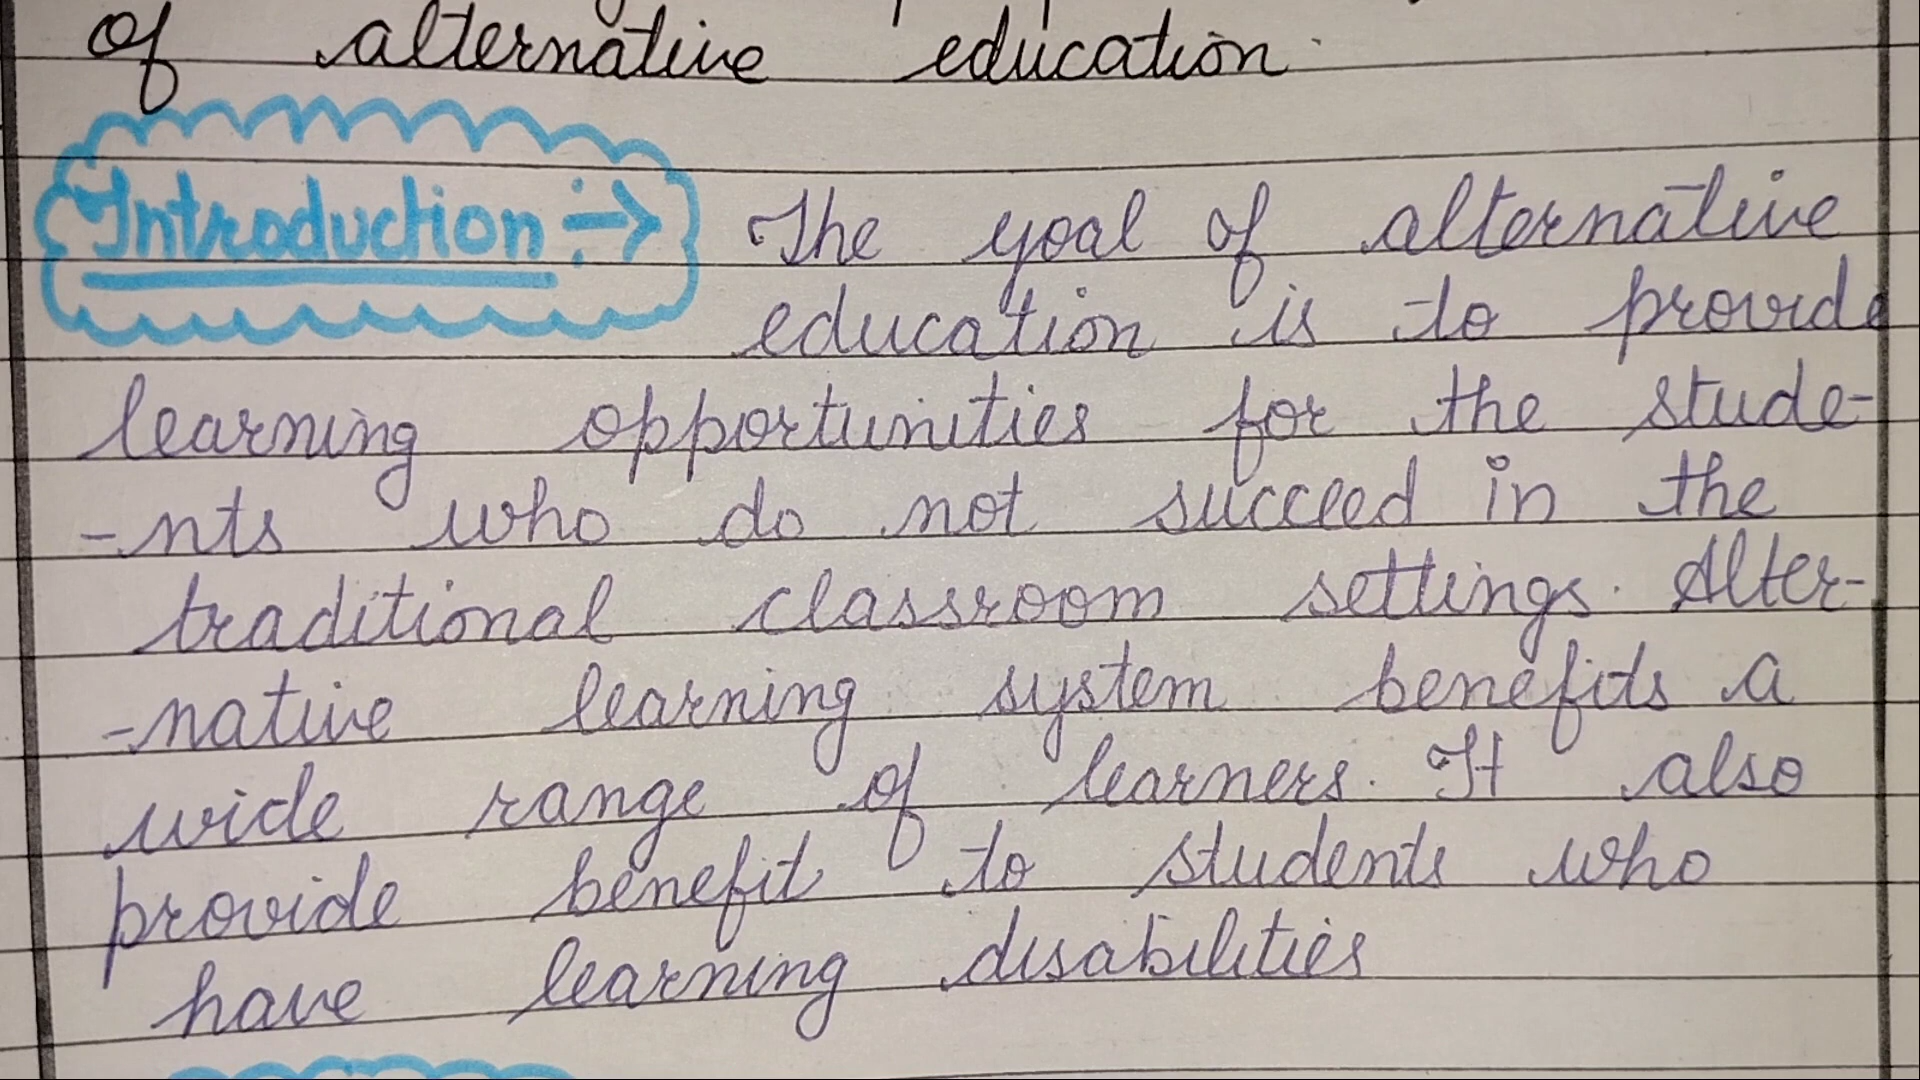 of alternative education.
Introduction :→ The goal of alternative
education is to provide
learning opportunities for the stude-
-nts who do not succeed in the
traditional classroom settings. Alter-
-native learning system benefits a
wide range of learners. It also
provide benefit to students who
have learning disabilities